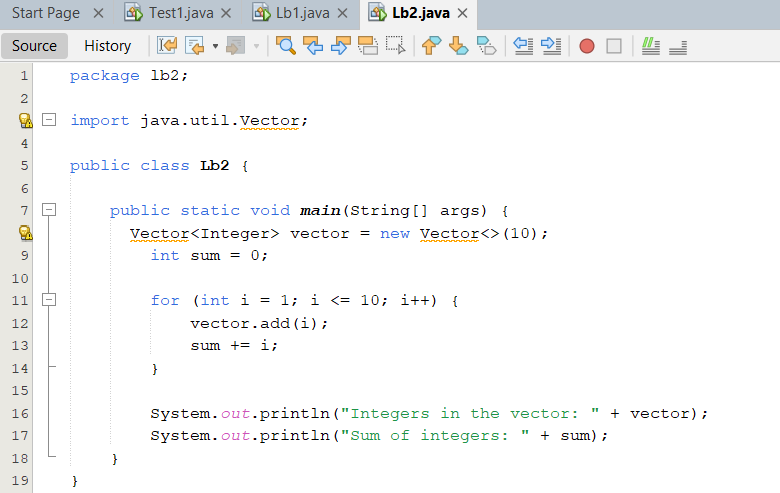 Start Page Test1.java Lb1.java Lb2.java
Source History
1 package lb2;
2
import java.util.Vector;
4
5 public class Lb2 {
6
7 public static void main(String[] args) {
Vector<Integer> vector = new Vector<>(10);
9 int sum = 0;
10
11 for (int i = 1; i <= 10; i++) {
12 vector.add(i);
13 sum += i;
14 }
15
16 System.out.println("Integers in the vector: " + vector);
17 System.out.println("Sum of integers: " + sum);
18 }
19 }